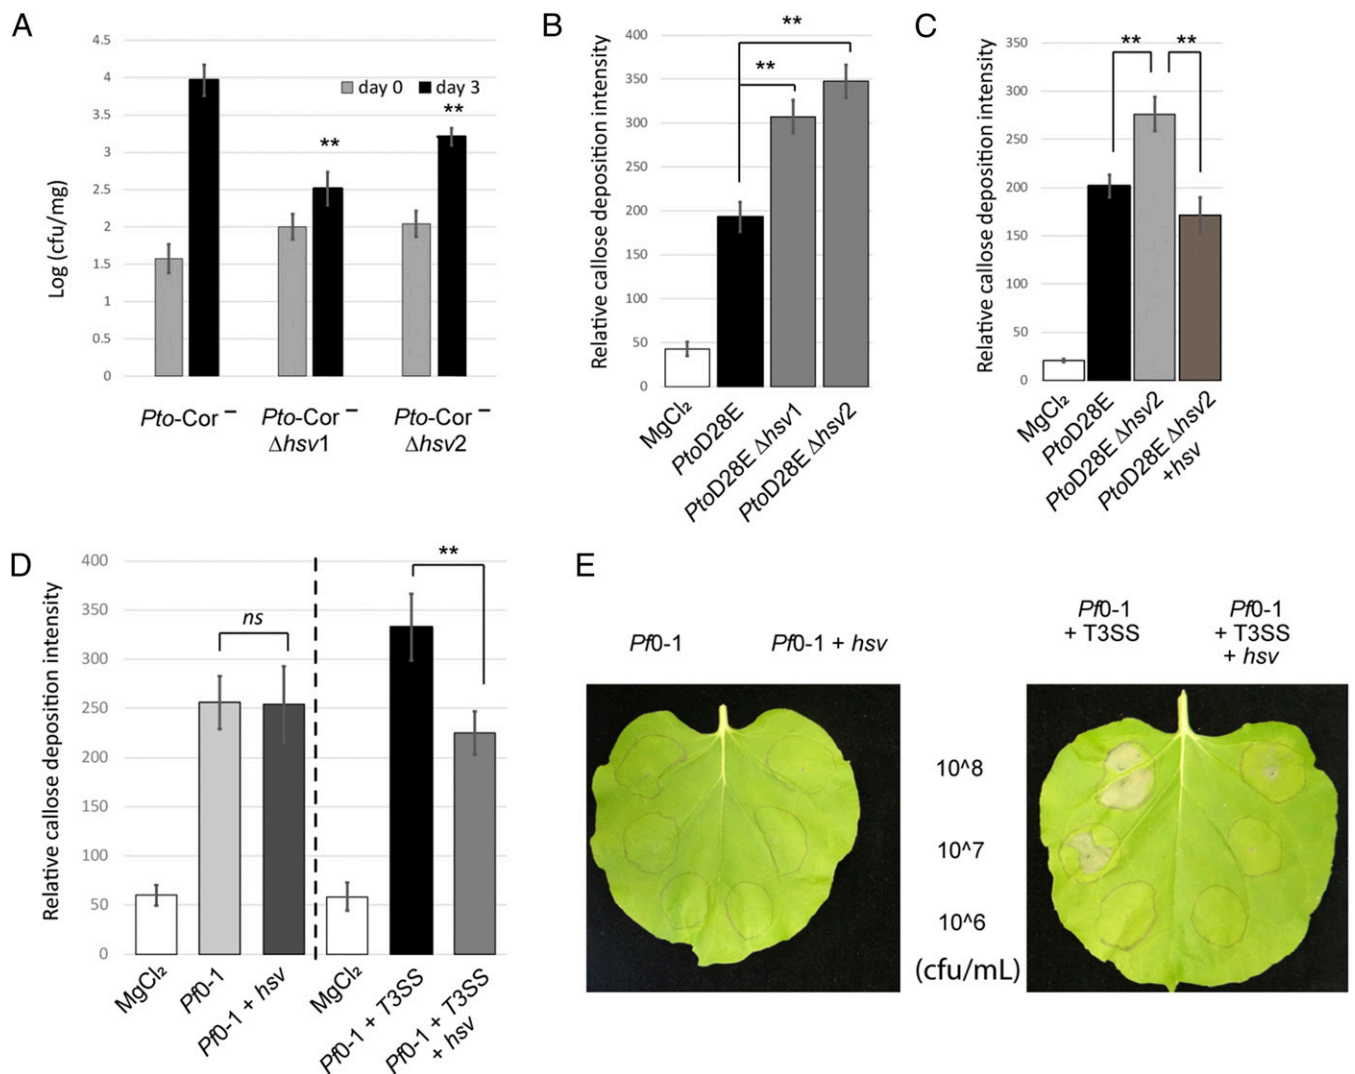 A
Log (cfu/mg)
4.5
4
3.5
3
2.5
2
1.5
1
0.5
0
day 0
day 3
**
**
Pto-Cor⁻
Pto-Cor⁻
Δhsv1
Pto-Cor⁻
Δhsv2
B
Relative callose deposition intensity
400
350
300
250
200
150
100
50
0
**
**
MgCl₂
PtoD28E
PtoD28E Δhsv1
PtoD28E Δhsv2
C
Relative callose deposition intensity
350
300
250
200
150
100
50
0
**
**
MgCl₂
PtoD28E
PtoD28E Δhsv2
PtoD28E Δhsv2
+hsv
D
Relative callose deposition intensity
400
350
300
250
200
150
100
50
0
ns
**
MgCl₂
Pf0-1
Pf0-1 + hsv
MgCl₂
Pf0-1 + T3SS
Pf0-1 + T3SS
+ hsv
E
Pf0-1
Pf0-1 + hsv
Pf0-1
+ T3SS
Pf0-1
+ T3SS
+ hsv
10^8
10^7
10^6
(cfu/mL)